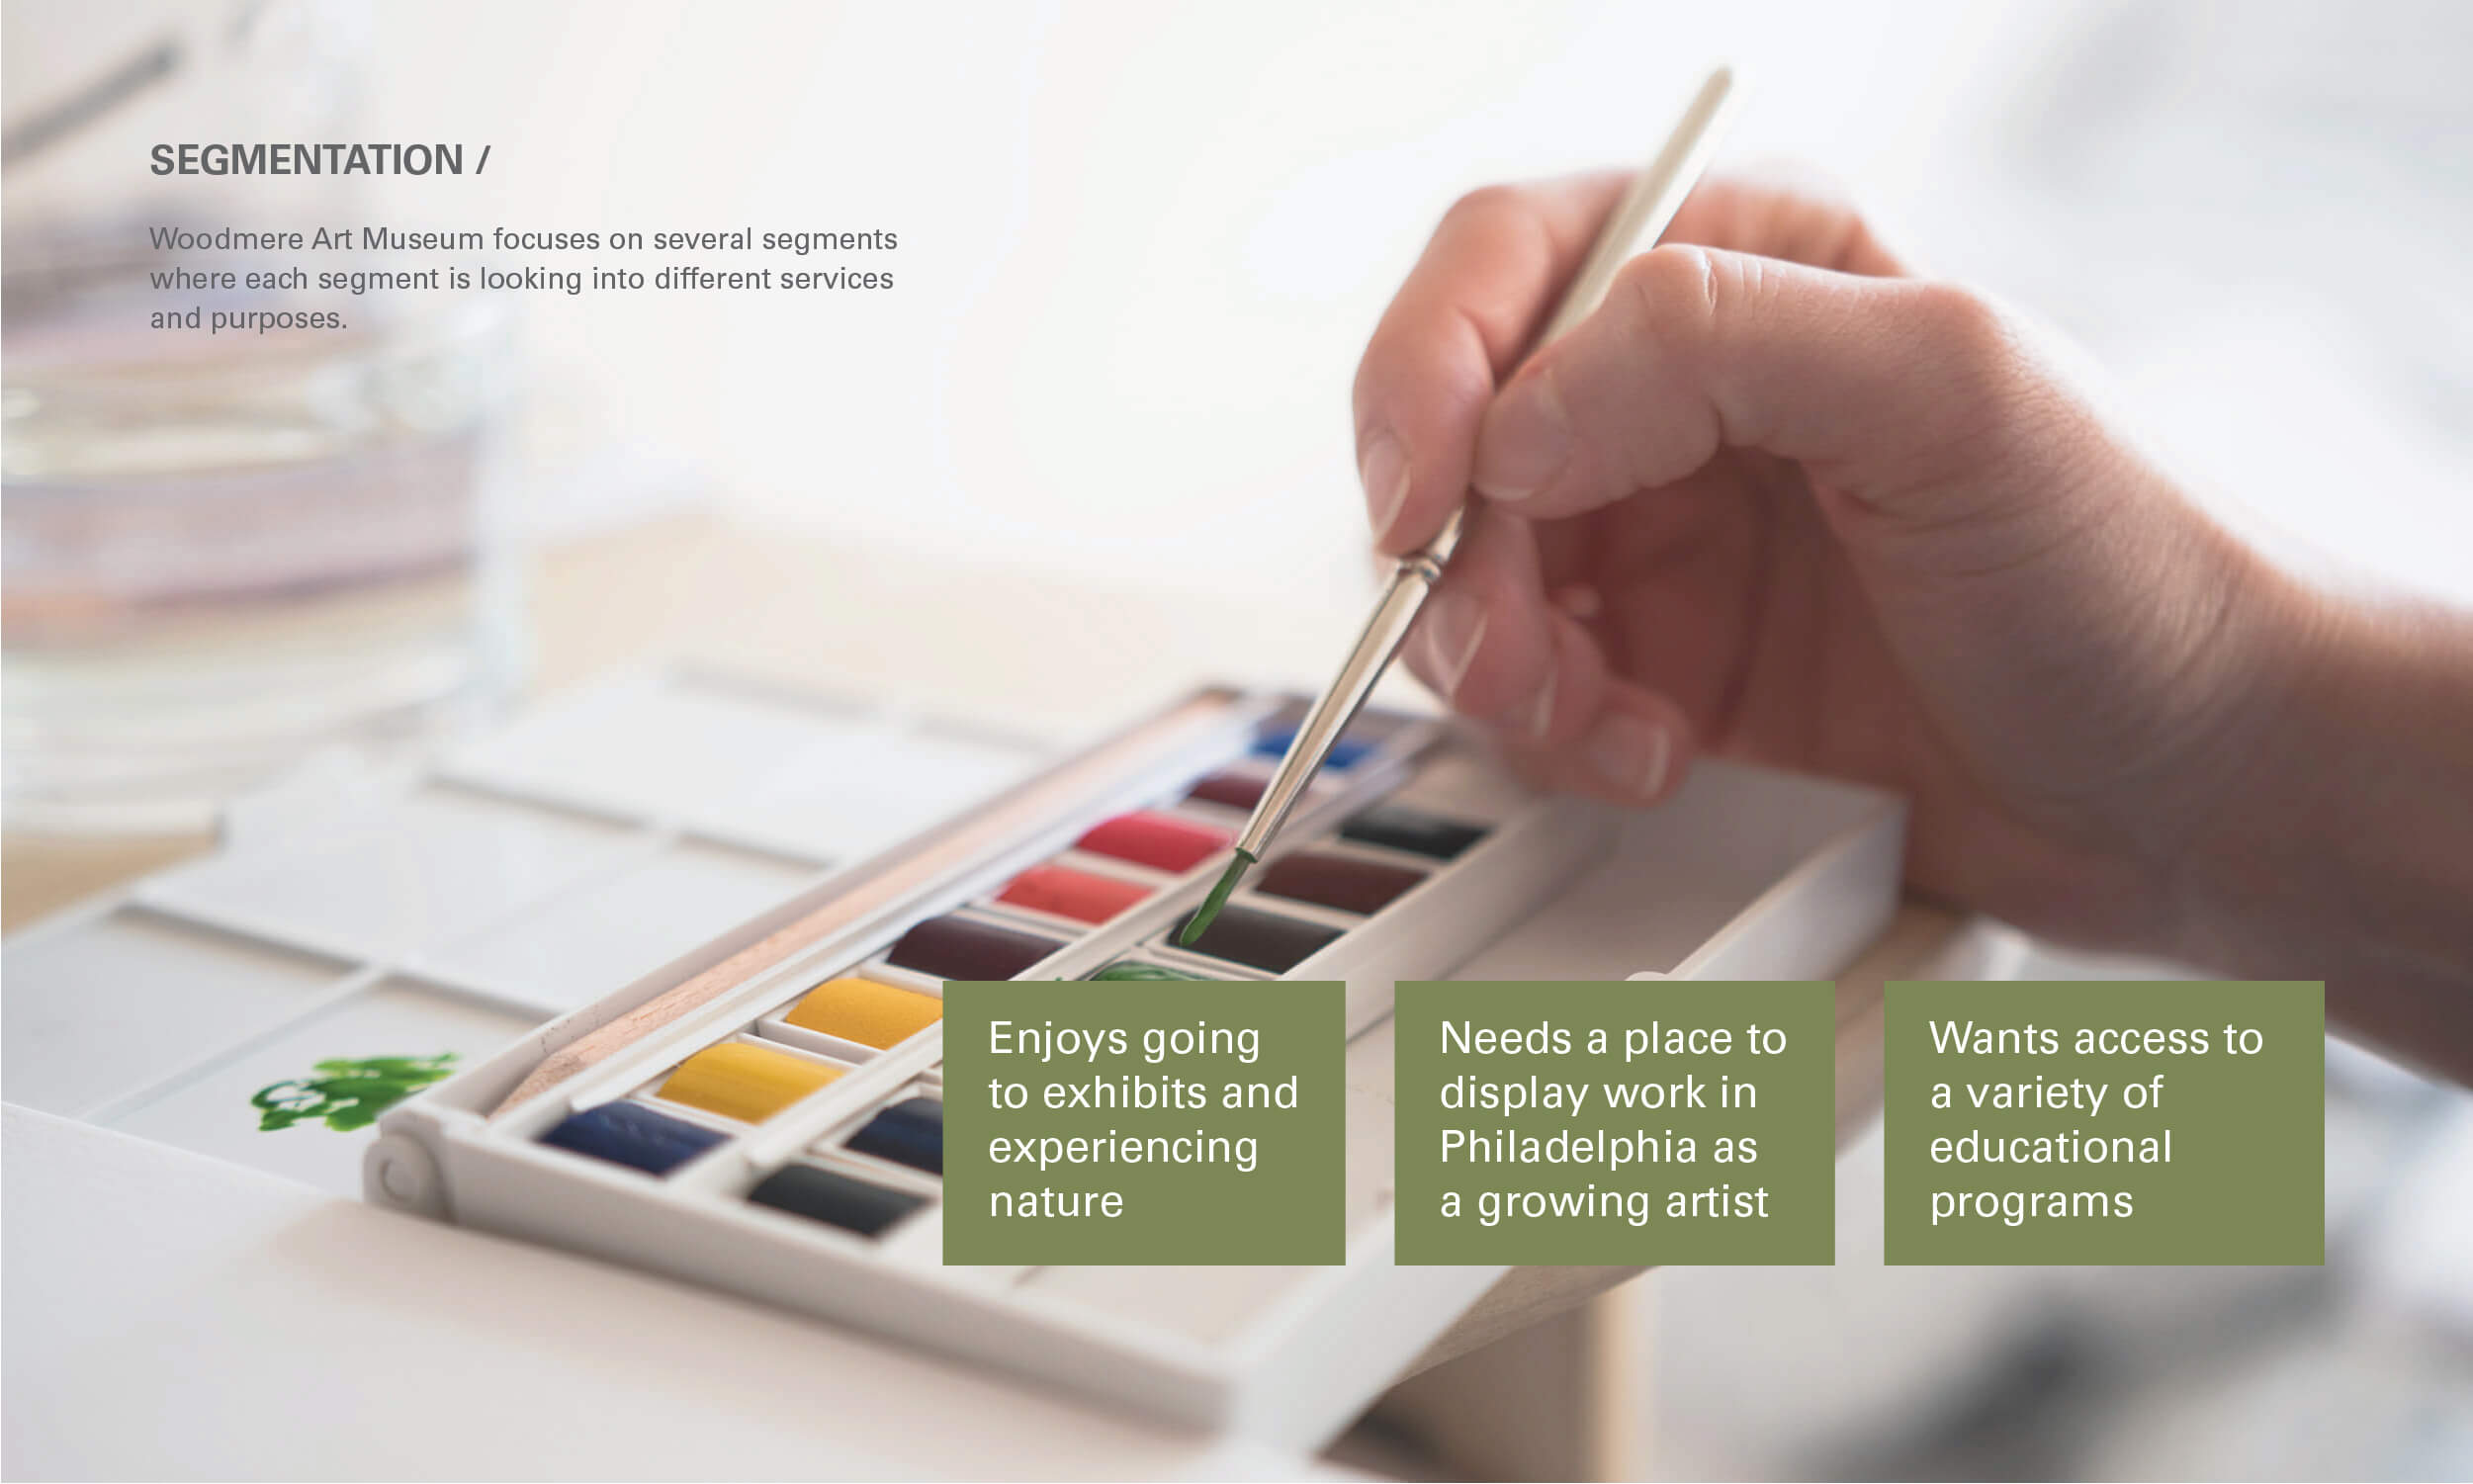 SEGMENTATION /
Woodmere Art Museum focuses on several segments
where each segment is looking into different services
and purposes.
Enjoys going
to exhibits and
experiencing
nature
Needs a place to
display work in
Philadelphia as
a growing artist
Wants access to
a variety of
educational
programs